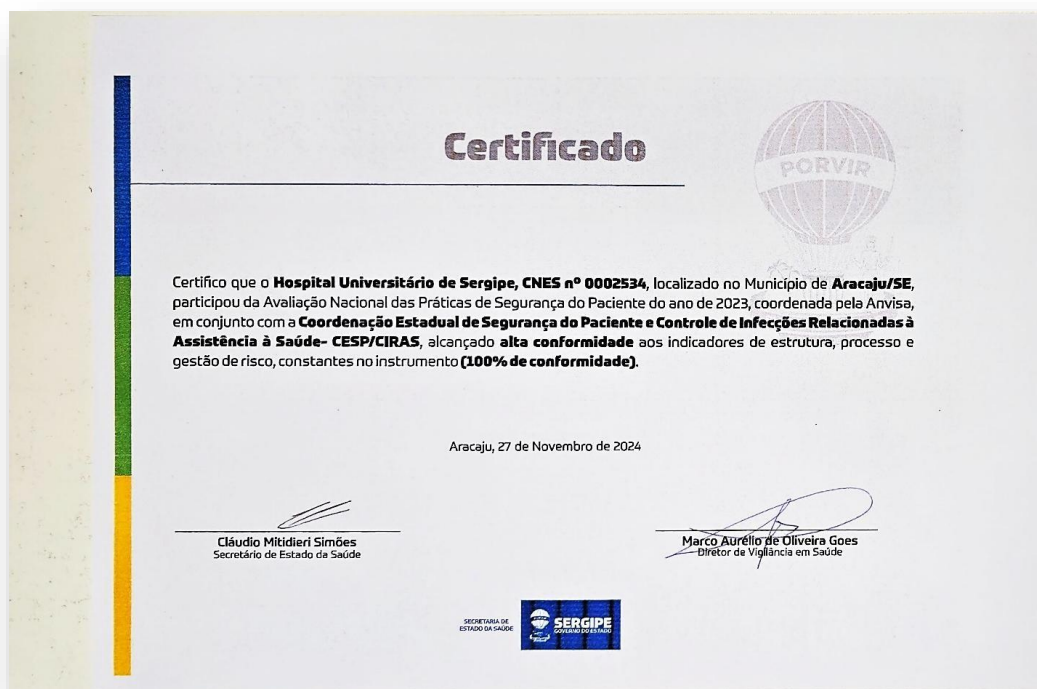 Certificado
PORVIR
Certifico que o Hospital Universitário de Sergipe, CNES nº 0002534, localizado no Município de Aracaju/SE,
participou da Avaliação Nacional das Práticas de Segurança do Paciente do ano de 2023, coordenada pela Anvisa,
em conjunto com a Coordenação Estadual de Segurança do Paciente e Controle de Infecções Relacionadas à
Assistência à Saúde- CESP/CIRAS, alcançado alta conformidade aos indicadores de estrutura, processo e
gestão de risco, constantes no instrumento (100% de conformidade).
Aracaju, 27 de Novembro de 2024
Cláudio Mitidieri Simões
Secretário de Estado da Saúde
Marco Aurélio de Oliveira Goes
Diretor de Vigilância em Saúde
SECRETARIA DE
ESTADO DA SAÚDE
SERGIPE
GOVERNO DO ESTADO